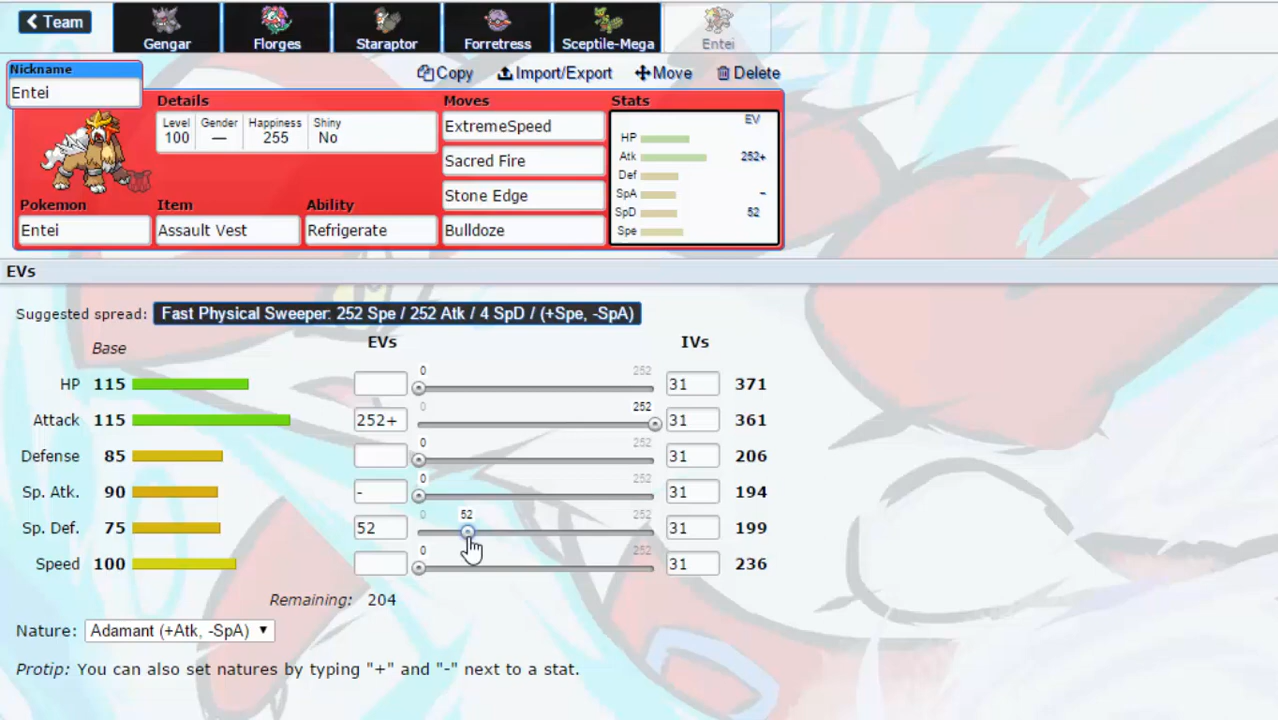 Team
Gengar Florges Staraptor Forretress Sceptile-Mega Entei
Nickname
Entei
Copy Import/Export Move Delete
Details Moves Stats
Level Gender Happiness Shiny
100 — 255 No
ExtremeSpeed
Sacred Fire
Stone Edge
Bulldoze
EV
HP
Atk 252+
Def
SpA -
SpD 52
Spe
Pokemon Item Ability
Entei Assault Vest Refrigerate
EVs
Suggested spread: Fast Physical Sweeper: 252 Spe / 252 Atk / 4 SpD / (+Spe, -SpA)
Base EVs IVs
0 252
HP 115 31 371
0 252
Attack 115 252+ 31 361
0 252
Defense 85 31 206
0 252
Sp. Atk. 90 - 31 194
0 52 252
Sp. Def. 75 52 31 199
0 252
Speed 100 31 236
Remaining: 204
Nature: Adamant (+Atk, -SpA)
Protip: You can also set natures by typing "+" and "-" next to a stat.